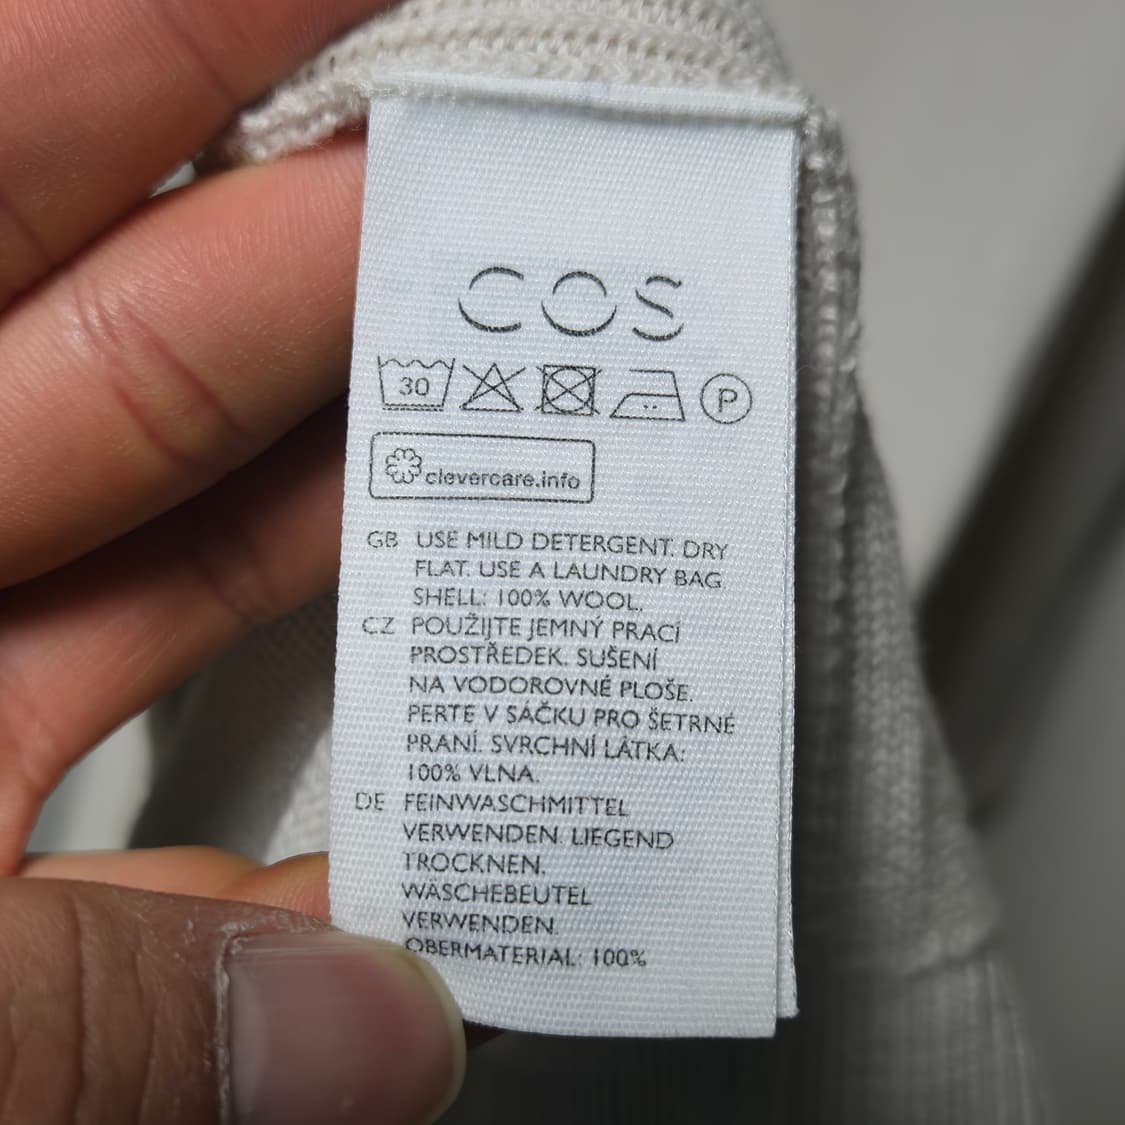 COS
30
P
clevercare.info
GB USE MILD DETERGENT. DRY
FLAT. USE A LAUNDRY BAG
SHELL: 100% WOOL.
CZ POUŽIJTE JEMNÝ PRACÍ
PROSTŘEDEK. SUŠENÍ
NA VODOROVNÉ PLOŠE.
PERTE V SÁČKU PRO ŠETRNÉ
PRANÍ. SVRCHNÍ LÁTKA:
100% VLNA.
DE FEINWASCHMITTEL
VERWENDEN. LIEGEND
TROCKNEN.
WÄSCHEBEUTEL
VERWENDEN.
OBERMATERIAL: 100%